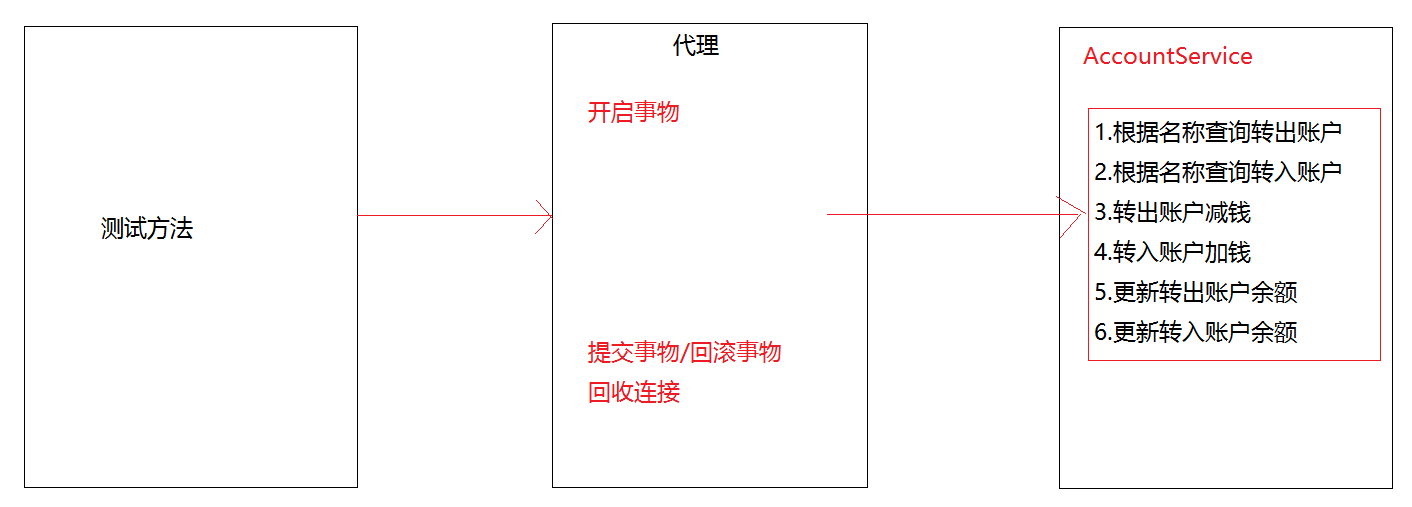 测试方法
代理
开启事物
提交事物/回滚事物
回收连接
AccountService
1.根据名称查询转出账户
2.根据名称查询转入账户
3.转出账户减钱
4.转入账户加钱
5.更新转出账户余额
6.更新转入账户余额